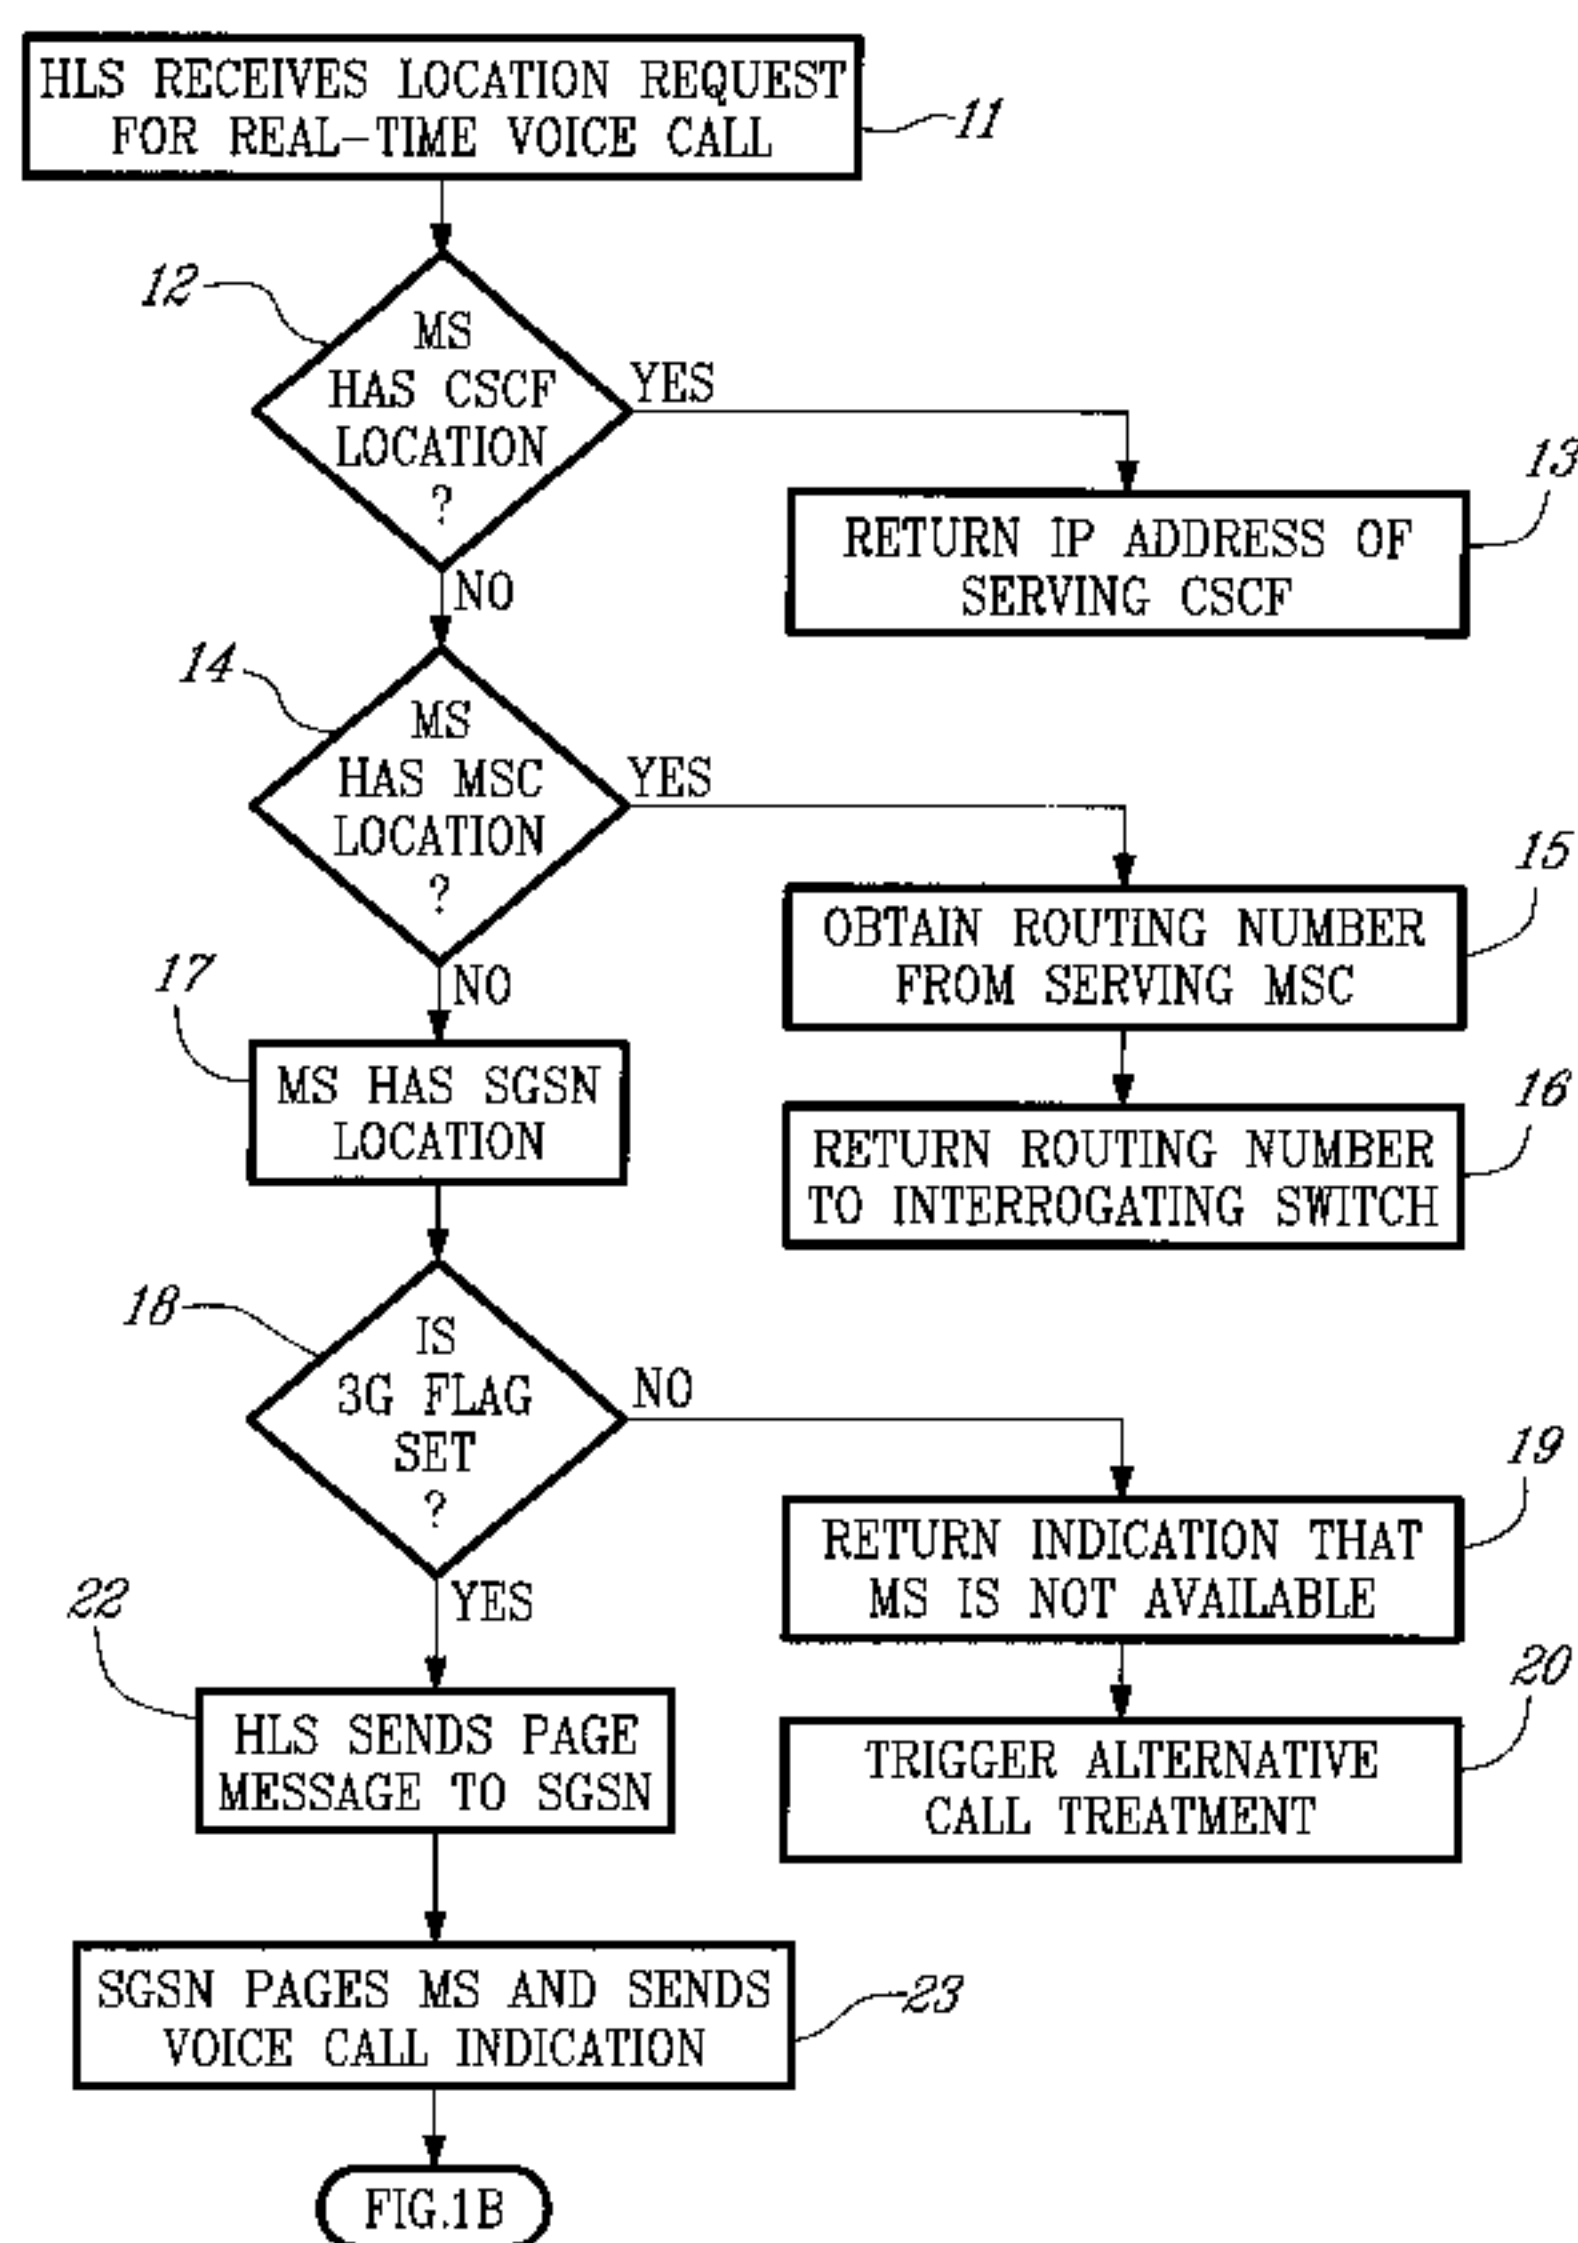 HLS RECEIVES LOCATION REQUEST
FOR REAL-TIME VOICE CALL
11
12
MS
HAS CSCF
LOCATION
?
YES
NO
13
RETURN IP ADDRESS OF
SERVING CSCF
14
MS
HAS MSC
LOCATION
?
YES
NO
15
OBTAIN ROUTING NUMBER
FROM SERVING MSC
16
RETURN ROUTING NUMBER
TO INTERROGATING SWITCH
17
MS HAS SGSN
LOCATION
18
IS
3G FLAG
SET
?
NO
YES
19
RETURN INDICATION THAT
MS IS NOT AVAILABLE
20
TRIGGER ALTERNATIVE
CALL TREATMENT
22
HLS SENDS PAGE
MESSAGE TO SGSN
SGSN PAGES MS AND SENDS
VOICE CALL INDICATION
23
FIG.1B